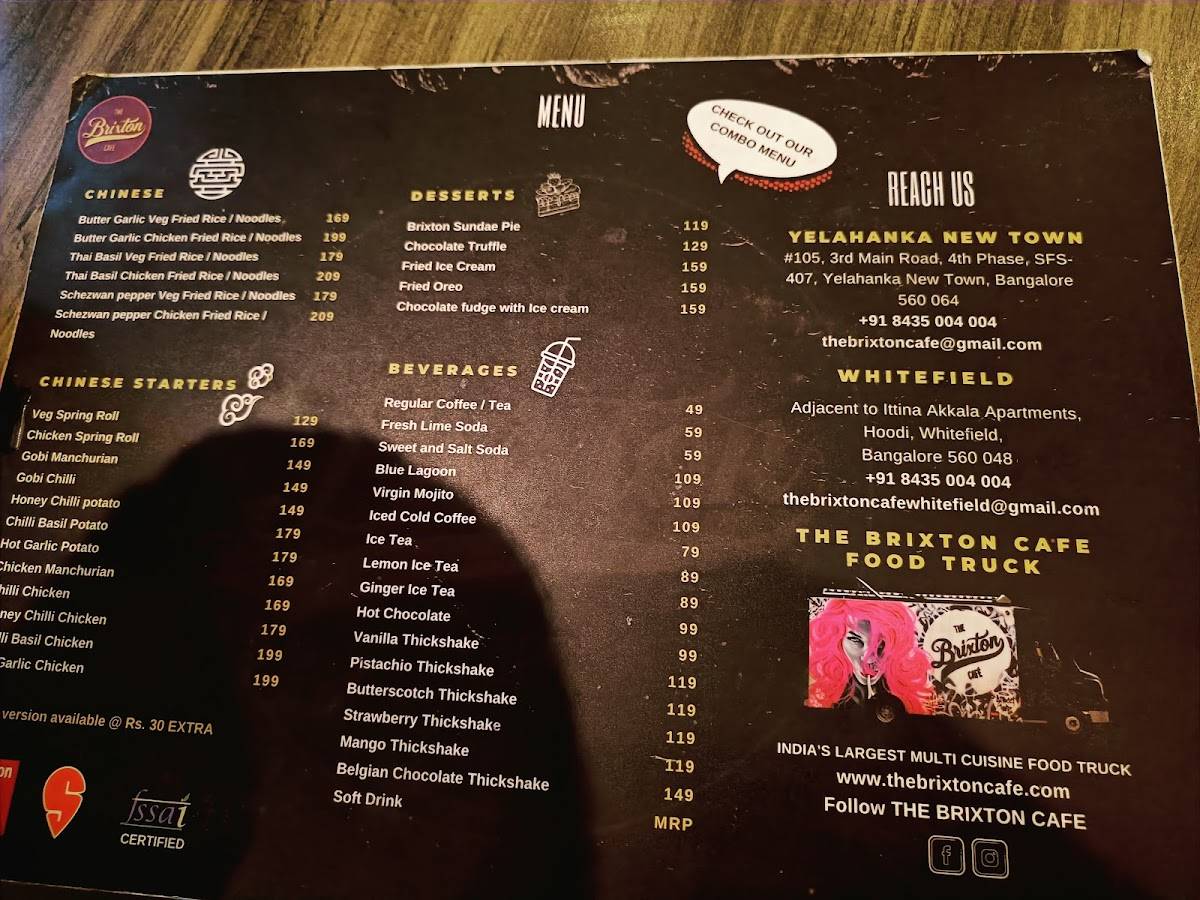 THE
Brixton
CAFE
MENU
CHECK OUT OUR
COMBO MENU
CHINESE
Butter Garlic Veg Fried Rice / Noodles 169
Butter Garlic Chicken Fried Rice / Noodles 199
Thai Basil Veg Fried Rice / Noodles 179
Thai Basil Chicken Fried Rice / Noodles 209
Schezwan pepper Veg Fried Rice / Noodles 179
Schezwan pepper Chicken Fried Rice / 209
Noodles
CHINESE STARTERS
Veg Spring Roll 129
Chicken Spring Roll 169
Gobi Manchurian 149
Gobi Chilli 149
Honey Chilli potato 149
Chilli Basil Potato 179
Hot Garlic Potato 179
Chicken Manchurian 169
hilli Chicken 169
ney Chilli Chicken 179
lli Basil Chicken 199
Garlic Chicken 199
version available @ Rs. 30 EXTRA
on
fssai
CERTIFIED
DESSERTS
Brixton Sundae Pie 119
Chocolate Truffle 129
Fried Ice Cream 159
Fried Oreo 159
Chocolate fudge with Ice cream 159
BEVERAGES
Regular Coffee / Tea 49
Fresh Lime Soda 59
Sweet and Salt Soda 59
Blue Lagoon 109
Virgin Mojito 109
Iced Cold Coffee 109
Ice Tea 79
Lemon Ice Tea 89
Ginger Ice Tea 89
Hot Chocolate 99
Vanilla Thickshake 99
Pistachio Thickshake 119
Butterscotch Thickshake 119
Strawberry Thickshake 119
Mango Thickshake 119
Belgian Chocolate Thickshake 149
Soft Drink MRP
REACH US
YELAHANKA NEW TOWN
#105, 3rd Main Road, 4th Phase, SFS-
407, Yelahanka New Town, Bangalore
560 064
+91 8435 004 004
thebrixtoncafe@gmail.com
WHITEFIELD
Adjacent to Ittina Akkala Apartments,
Hoodi, Whitefield,
Bangalore 560 048
+91 8435 004 004
thebrixtoncafewhitefield@gmail.com
THE BRIXTON CAFE
FOOD TRUCK
THE
Brixton
CAFE
INDIA'S LARGEST MULTI CUISINE FOOD TRUCK
www.thebrixtoncafe.com
Follow THE BRIXTON CAFE